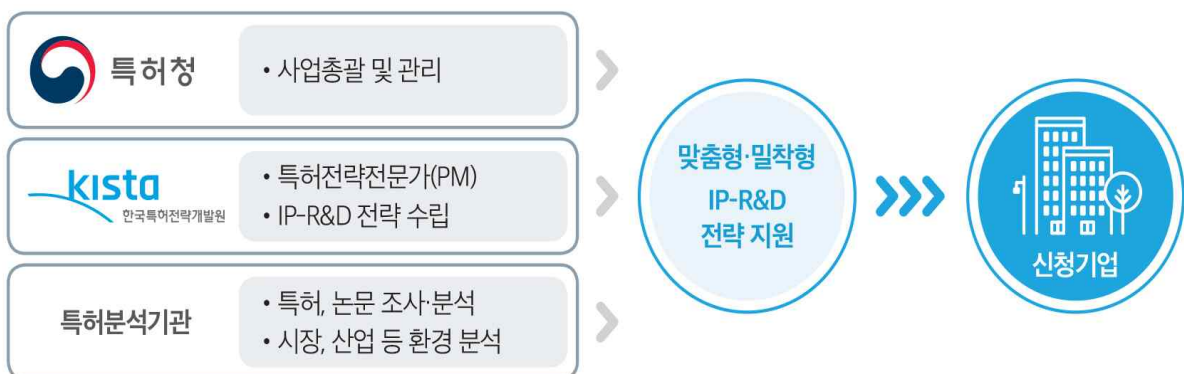 특허청
• 사업총괄 및 관리
kista
한국특허전략개발원
• 특허전략전문가(PM)
• IP-R&D 전략 수립
특허분석기관
• 특허, 논문 조사·분석
• 시장, 산업 등 환경 분석
맞춤형·밀착형
IP-R&D
전략 지원
신청기업